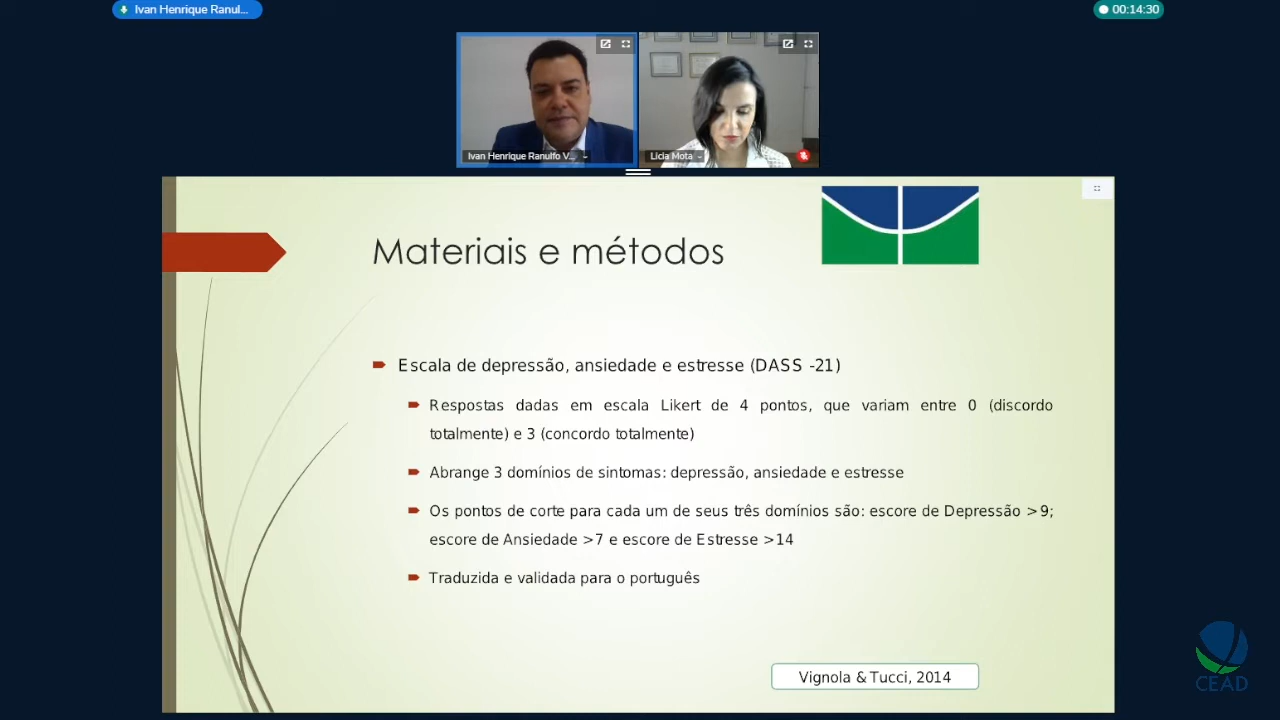 Ivan Henrique Ranul...
00:14:30
Ivan Henrique Ranulfo V...
Licia Mota
Materiais e métodos
Escala de depressão, ansiedade e estresse (DASS -21)
Respostas dadas em escala Likert de 4 pontos, que variam entre 0 (discordo
totalmente) e 3 (concordo totalmente)
Abrange 3 domínios de sintomas: depressão, ansiedade e estresse
Os pontos de corte para cada um de seus três domínios são: escore de Depressão >9;
escore de Ansiedade >7 e escore de Estresse >14
Traduzida e validada para o português
Vignola & Tucci, 2014
CEAD